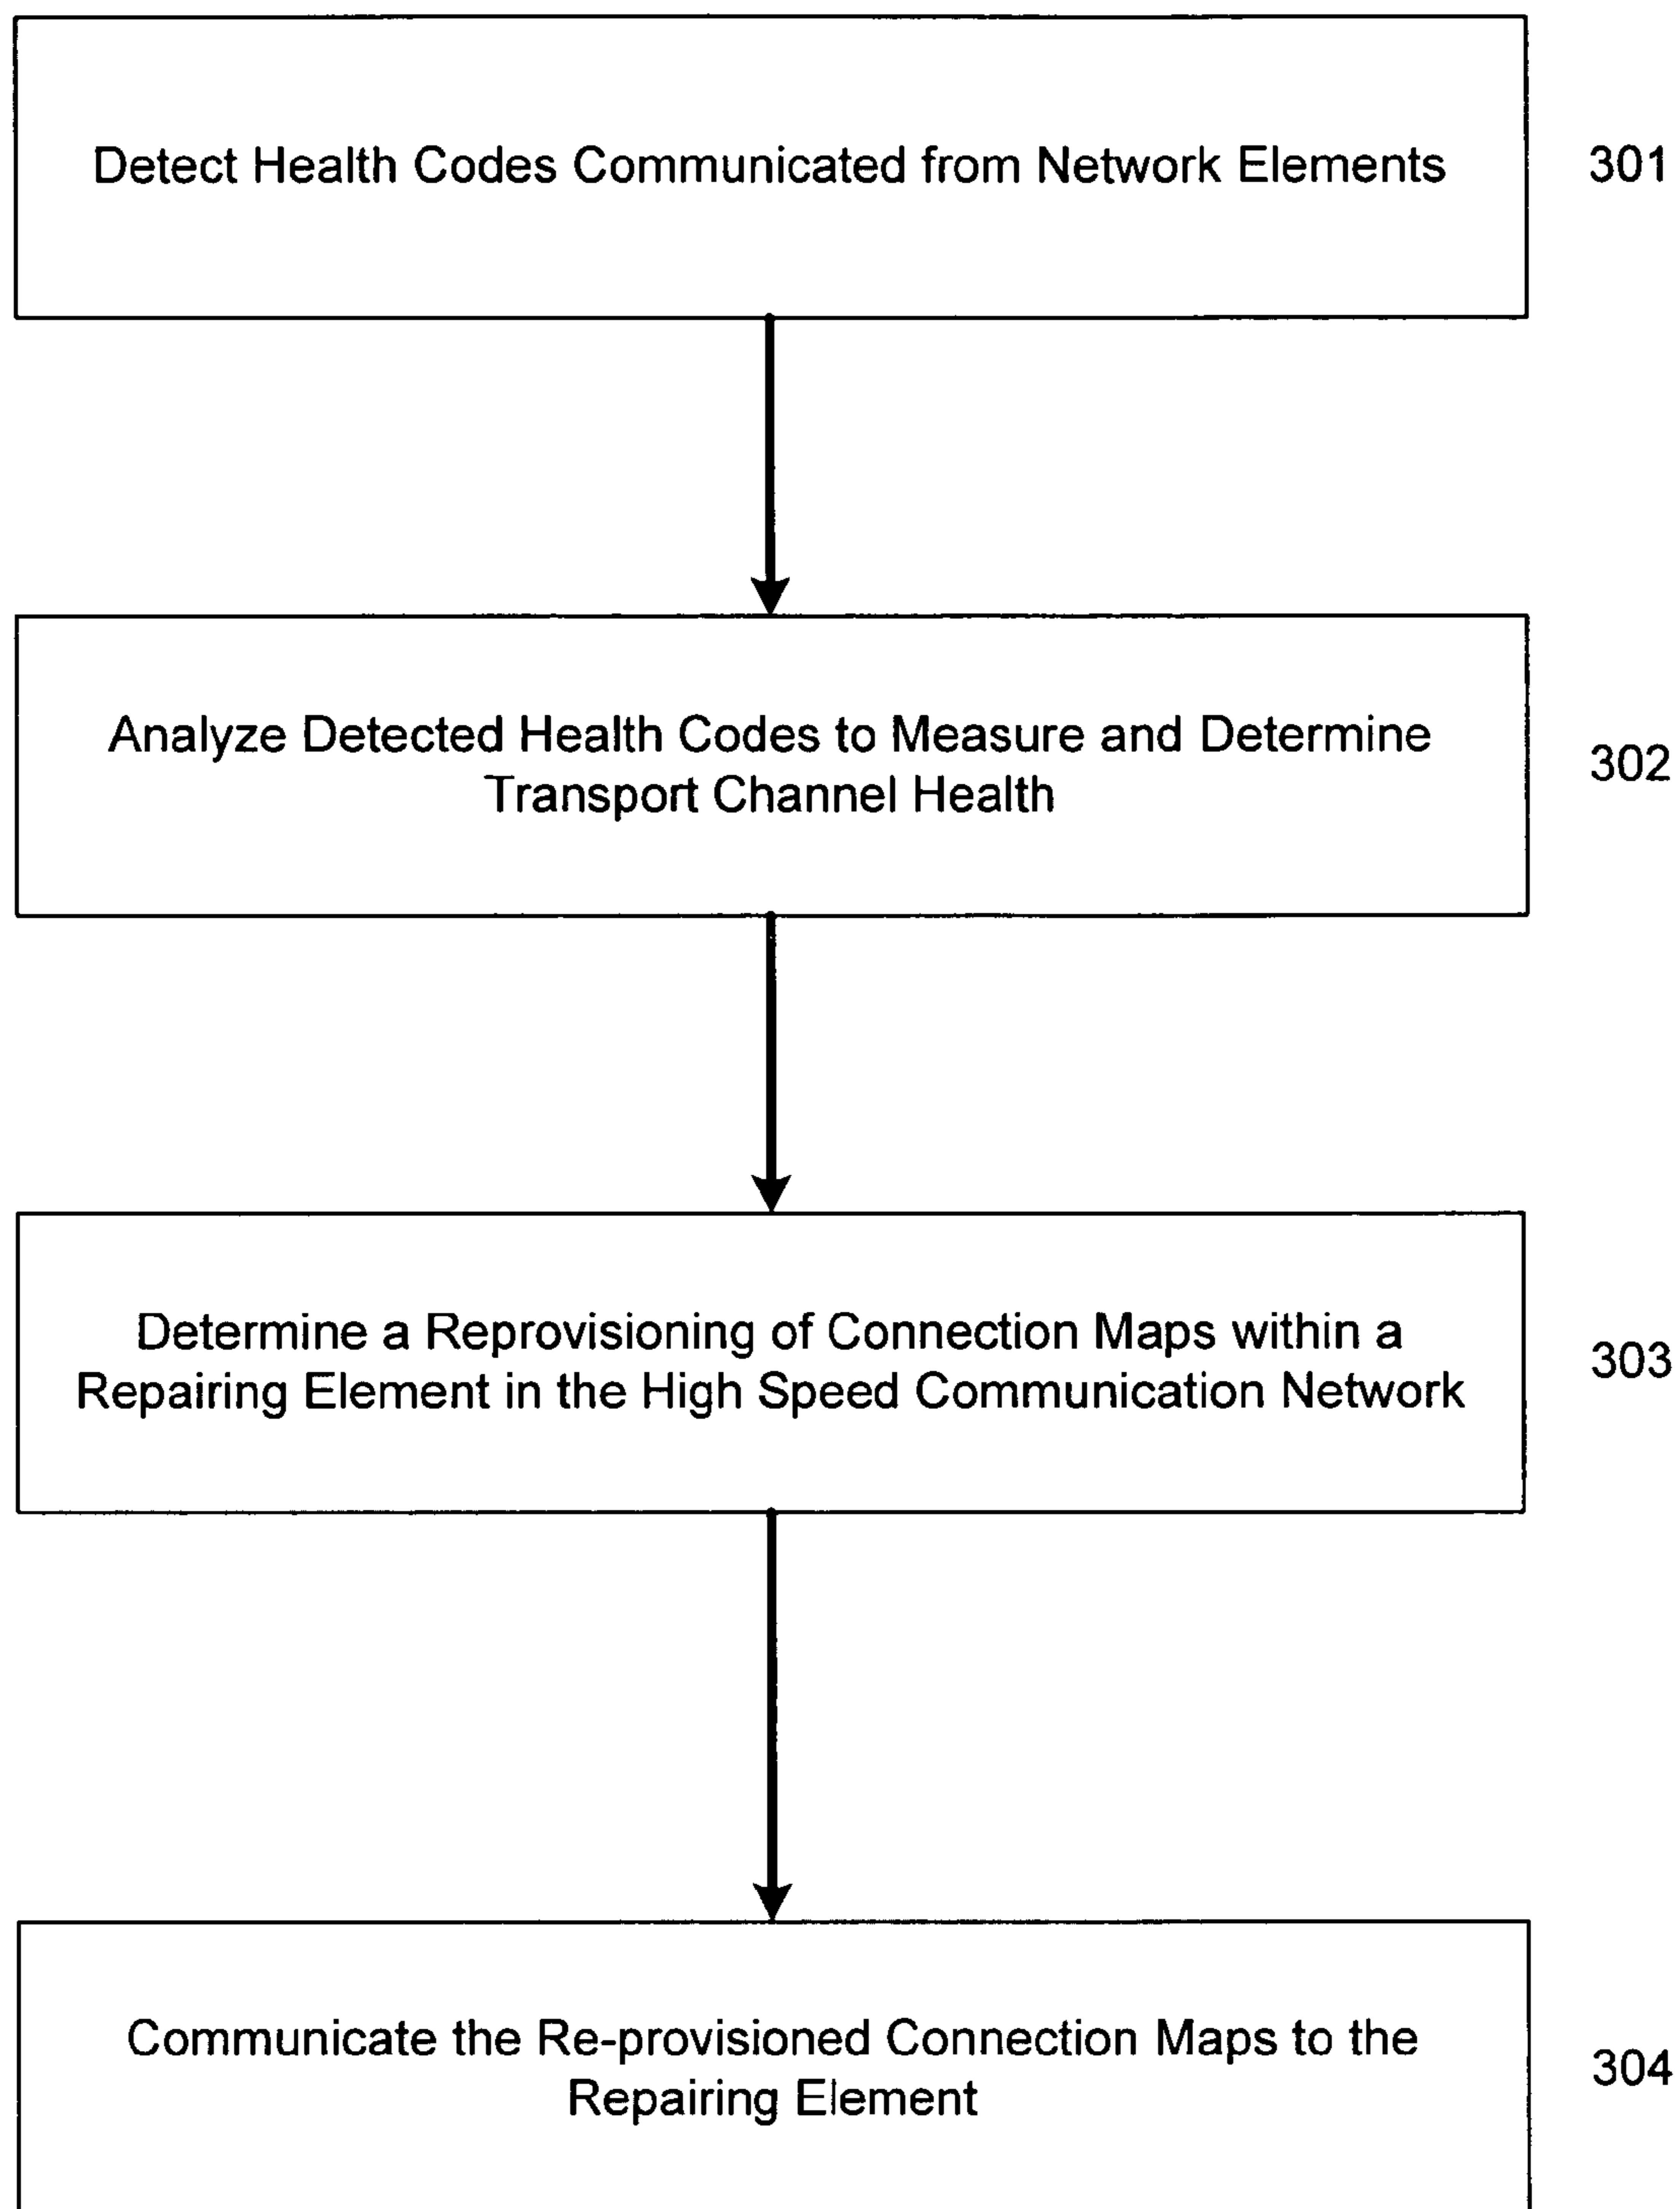 Detect Health Codes Communicated from Network Elements
301
Analyze Detected Health Codes to Measure and Determine
Transport Channel Health
302
Determine a Reprovisioning of Connection Maps within a
Repairing Element in the High Speed Communication Network
303
Communicate the Re-provisioned Connection Maps to the
Repairing Element
304